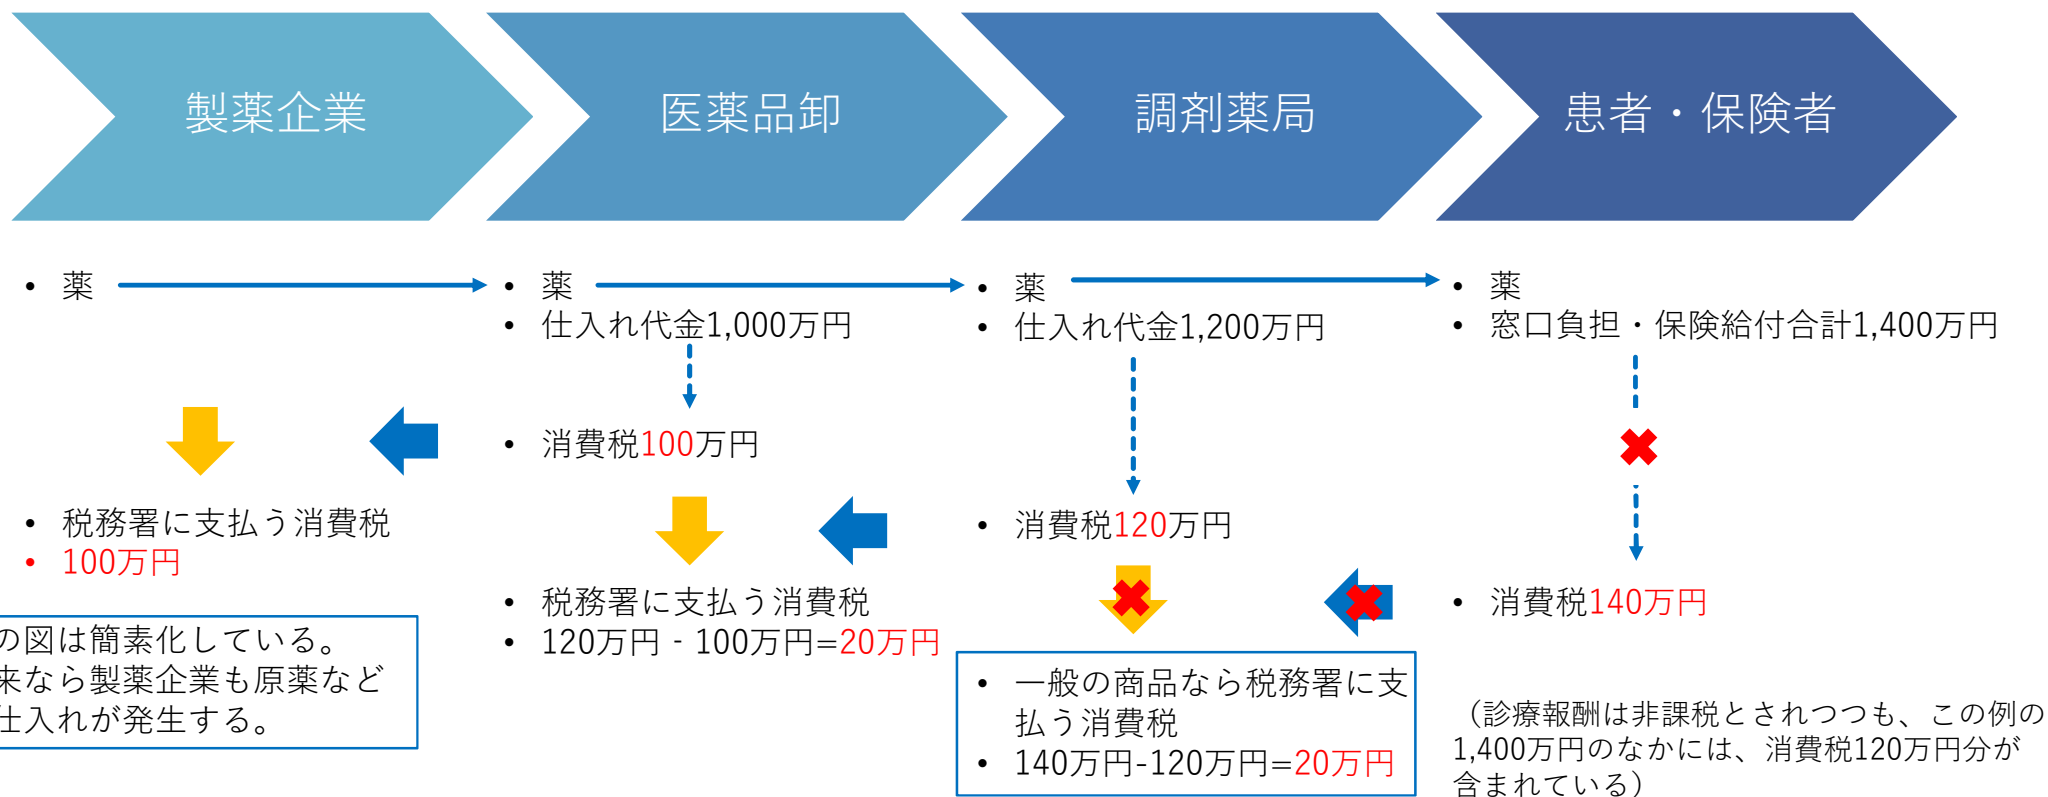 製薬企業
医薬品卸
調剤薬局
患者・保険者
• 薬
• 税務署に支払う消費税
• 100万円
の図は簡素化している。
来なら製薬企業も原薬など
仕入れが発生する。
• 薬
• 仕入れ代金1,000万円
• 消費税100万円
• 税務署に支払う消費税
• 120万円 - 100万円=20万円
• 薬
• 仕入れ代金1,200万円
• 消費税120万円
• 一般の商品なら税務署に支
払う消費税
• 140万円-120万円=20万円
• 薬
• 窓口負担・保険給付合計1,400万円
• 消費税140万円
（診療報酬は非課税とされつつも、この例の
1,400万円のなかには、消費税120万円分が
含まれている）